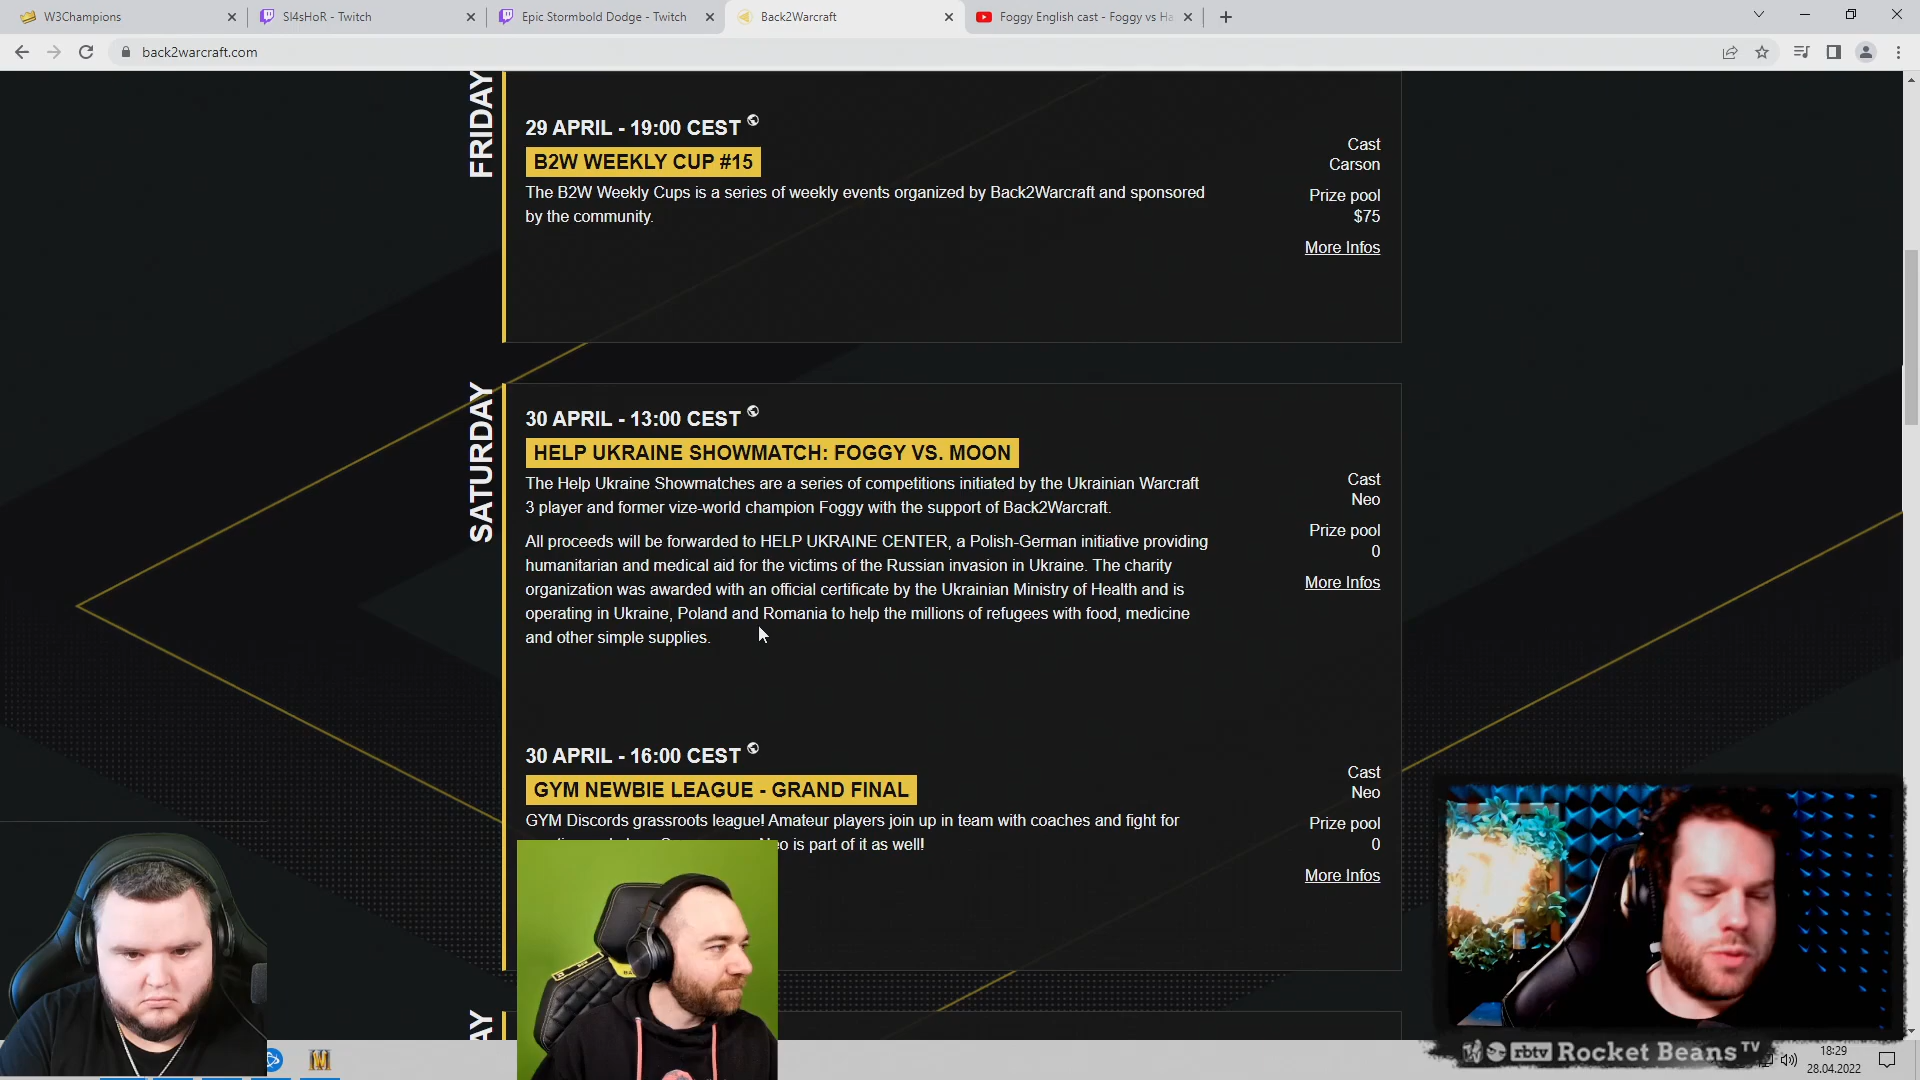 W3Champions
Sl4sHoR - Twitch
Epic Stormbold Dodge - Twitch
Back2Warcraft
Foggy English cast - Foggy vs Ha
back2warcraft.com
FRIDAY
29 APRIL - 19:00 CEST
B2W WEEKLY CUP #15
The B2W Weekly Cups is a series of weekly events organized by Back2Warcraft and sponsored
by the community.
Cast
Carson
Prize pool
$75
More Infos
SATURDAY
30 APRIL - 13:00 CEST
HELP UKRAINE SHOWMATCH: FOGGY VS. MOON
The Help Ukraine Showmatches are a series of competitions initiated by the Ukrainian Warcraft
3 player and former vize-world champion Foggy with the support of Back2Warcraft.
All proceeds will be forwarded to HELP UKRAINE CENTER, a Polish-German initiative providing
humanitarian and medical aid for the victims of the Russian invasion in Ukraine. The charity
organization was awarded with an official certificate by the Ukrainian Ministry of Health and is
operating in Ukraine, Poland and Romania to help the millions of refugees with food, medicine
and other simple supplies.
Cast
Neo
Prize pool
0
More Infos
30 APRIL - 16:00 CEST
GYM NEWBIE LEAGUE - GRAND FINAL
GYM Discords grassroots league! Amateur players join up in team with coaches and fight for
is part of it as well!
Cast
Neo
Prize pool
0
More Infos
rbtv Rocket Beans TV
18:29
28.04.2022